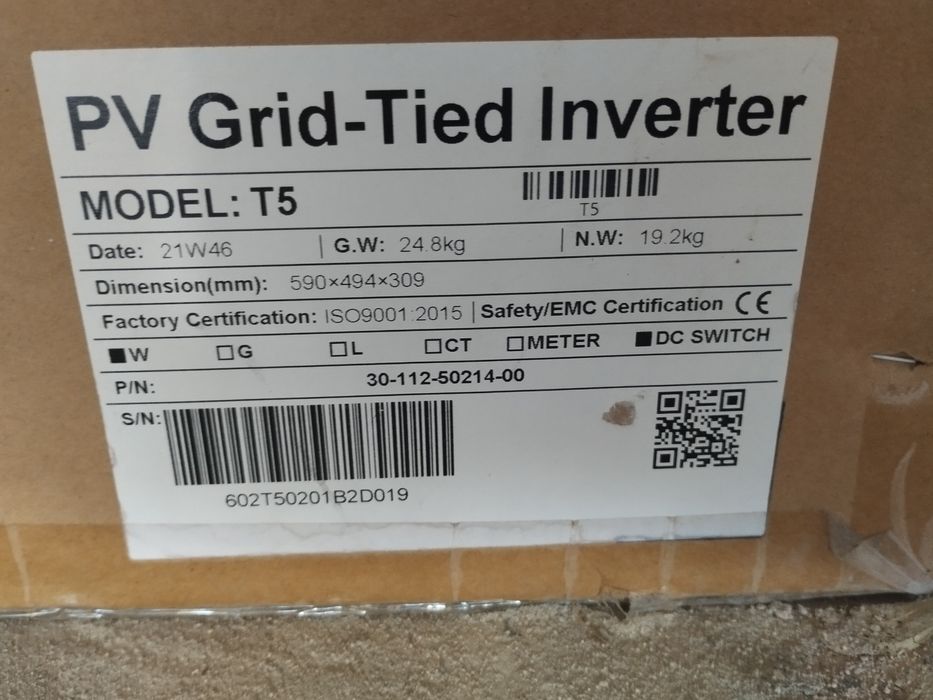 PV Grid-Tied Inverter
MODEL: T5
T5
Date: 21W46 | G.W: 24.8kg | N.W: 19.2kg
Dimension(mm): 590×494×309
Factory Certification: ISO9001:2015 | Safety/EMC Certification CE
■W □G □L □CT □METER ■DC SWITCH
P/N: 30-112-50214-00
S/N:
602T50201B2D019